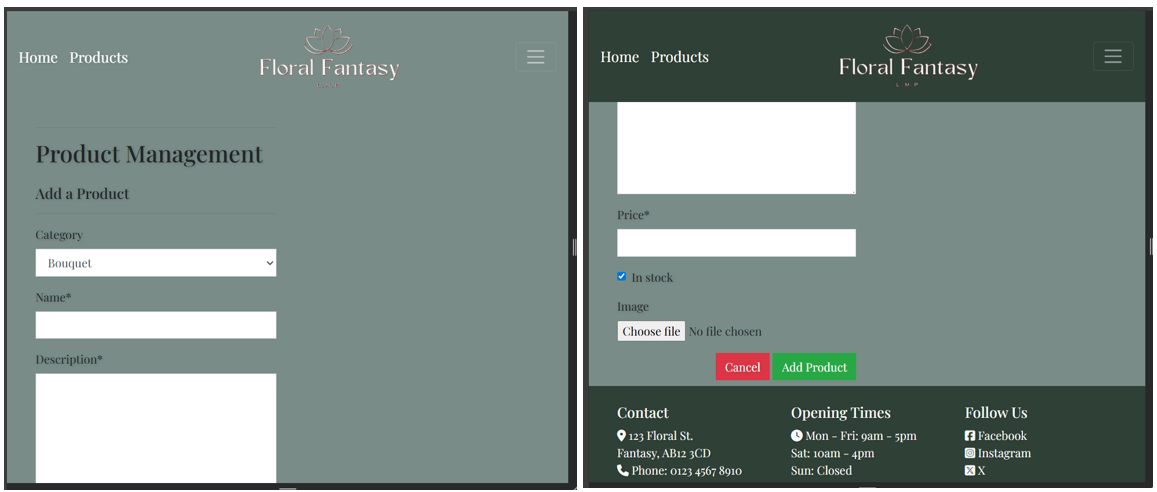 Home Products
Floral Fantasy
LMP
Product Management
Add a Product
Category
Bouquet
Name*
Description*
Home Products
Floral Fantasy
LMP
Price*
In stock
Image
Choose file No file chosen
Cancel Add Product
Contact
123 Floral St.
Fantasy, AB12 3CD
Phone: 0123 4567 8910
Opening Times
Mon - Fri: 9am - 5pm
Sat: 10am - 4pm
Sun: Closed
Follow Us
Facebook
Instagram
X